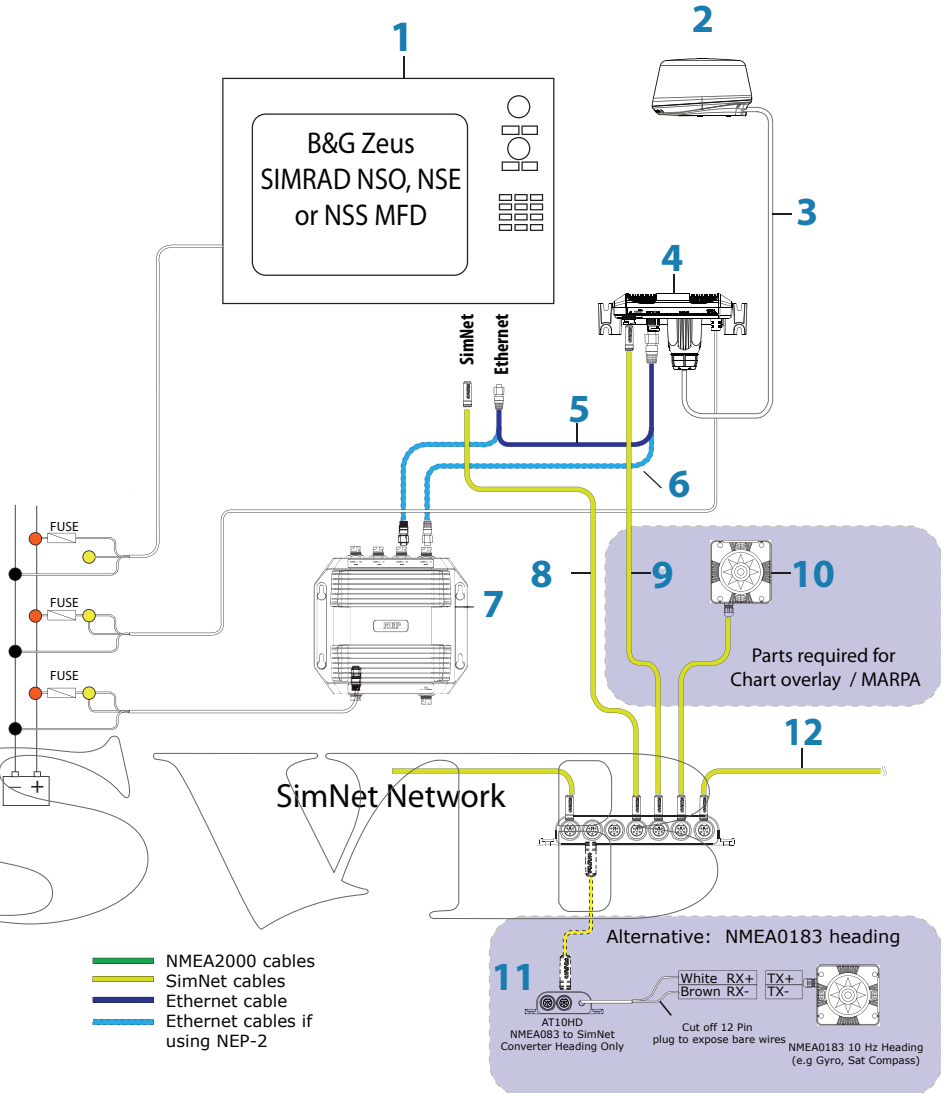 1
2
B&G Zeus
SIMRAD NSO, NSE
or NSS MFD
3
4
SimNet
Ethernet
5
6
FUSE
FUSE
FUSE
7
8
9
10
Parts required for
Chart overlay / MARPA
12
- +
SimNet Network
SVB
NMEA2000 cables
SimNet cables
Ethernet cable
Ethernet cables if
using NEP-2
Alternative: NMEA0183 heading
11
White RX+ TX+
Brown RX- TX-
AT10HD
NMEA083 to SimNet
Converter Heading Only
Cut off 12 Pin
plug to expose bare wires
NMEA0183 10 Hz Heading
(e.g Gyro, Sat Compass)